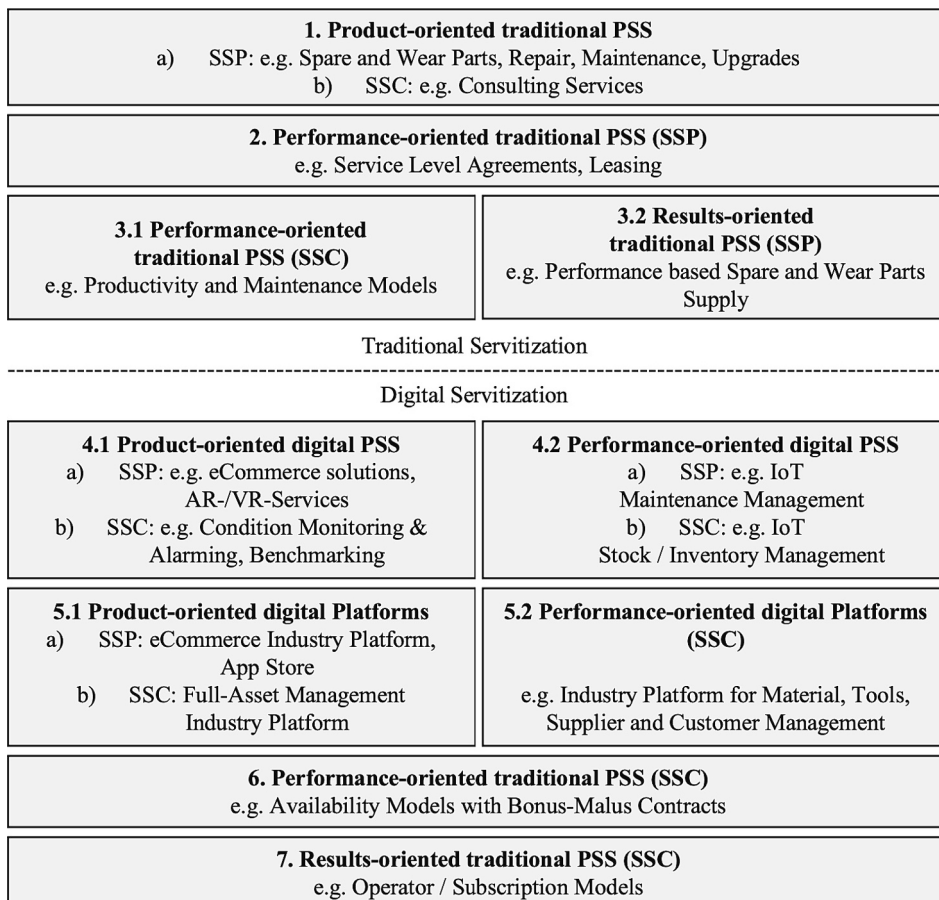 1. Product-oriented traditional PSS
a) SSP: e.g. Spare and Wear Parts, Repair, Maintenance, Upgrades
b) SSC: e.g. Consulting Services
2. Performance-oriented traditional PSS (SSP)
e.g. Service Level Agreements, Leasing
3.1 Performance-oriented
traditional PSS (SSC)
e.g. Productivity and Maintenance Models
3.2 Results-oriented
traditional PSS (SSP)
e.g. Performance based Spare and Wear Parts
Supply
Traditional Servitization
Digital Servitization
4.1 Product-oriented digital PSS
a) SSP: e.g. eCommerce solutions,
AR-/VR-Services
b) SSC: e.g. Condition Monitoring &
Alarming, Benchmarking
4.2 Performance-oriented digital PSS
a) SSP: e.g. IoT
Maintenance Management
b) SSC: e.g. IoT
Stock / Inventory Management
5.1 Product-oriented digital Platforms
a) SSP: eCommerce Industry Platform,
App Store
b) SSC: Full-Asset Management
Industry Platform
5.2 Performance-oriented digital Platforms
(SSC)
e.g. Industry Platform for Material, Tools,
Supplier and Customer Management
6. Performance-oriented traditional PSS (SSC)
e.g. Availability Models with Bonus-Malus Contracts
7. Results-oriented traditional PSS (SSC)
e.g. Operator / Subscription Models